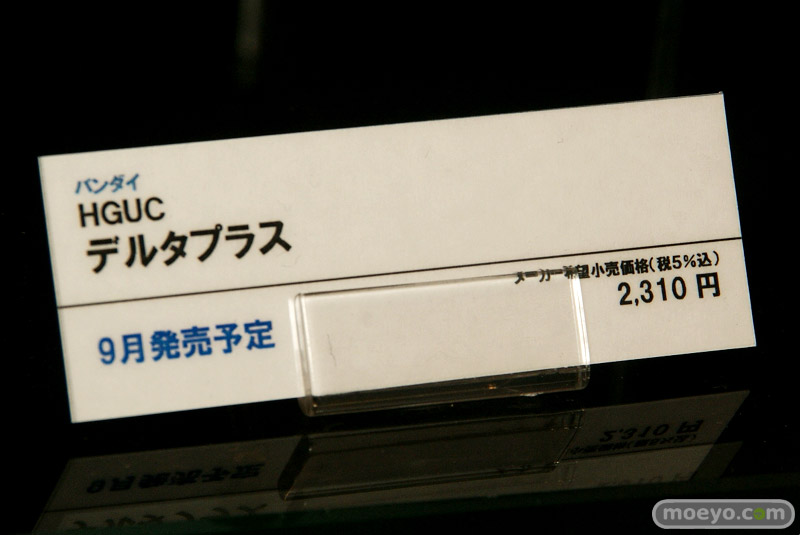 バンダイ
HGUC
デルタプラス
メーカー希望小売価格(税5%込)
2,310 円
9月発売予定
moeyo.com